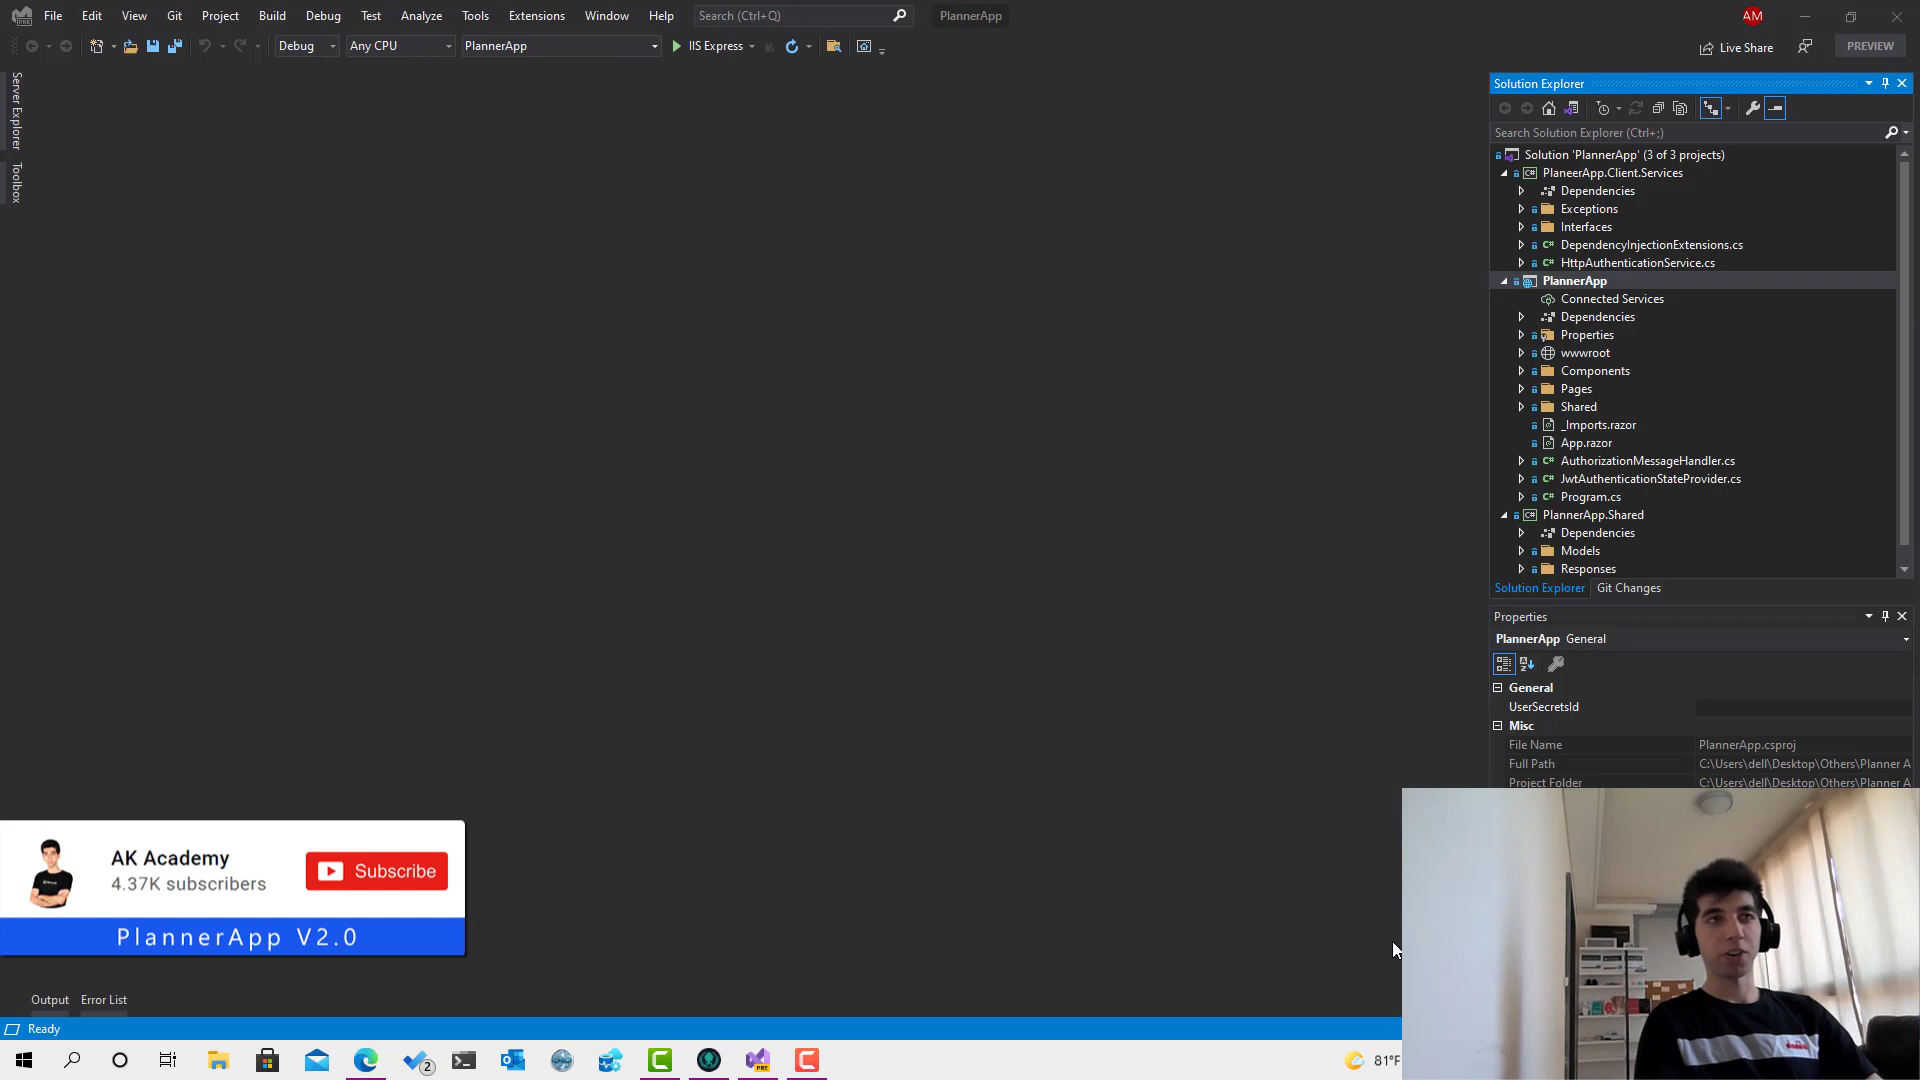 File Edit View Git Project Build Debug Test Analyze Tools Extensions Window Help Search (Ctrl+Q) PlannerApp AM
Debug Any CPU PlannerApp IIS Express Live Share PREVIEW
Server Explorer
Toolbox
Solution Explorer
Search Solution Explorer (Ctrl+;)
Solution 'PlannerApp' (3 of 3 projects)
PlaneerApp.Client.Services
Dependencies
Exceptions
Interfaces
DependencyInjectionExtensions.cs
HttpAuthenticationService.cs
PlannerApp
Connected Services
Dependencies
Properties
wwwroot
Components
Pages
Shared
_Imports.razor
App.razor
AuthorizationMessageHandler.cs
JwtAuthenticationStateProvider.cs
Program.cs
PlannerApp.Shared
Dependencies
Models
Responses
Solution Explorer Git Changes
Properties
PlannerApp General
General
UserSecretsId
Misc
File Name PlannerApp.csproj
Full Path C:\Users\dell\Desktop\Others\Planner A
Project Folder C:\Users\dell\Desktop\Others\Planner A
AK Academy
4.37K subscribers
Subscribe
PlannerApp V2.0
Output Error List
Ready
2
PRE
81°F